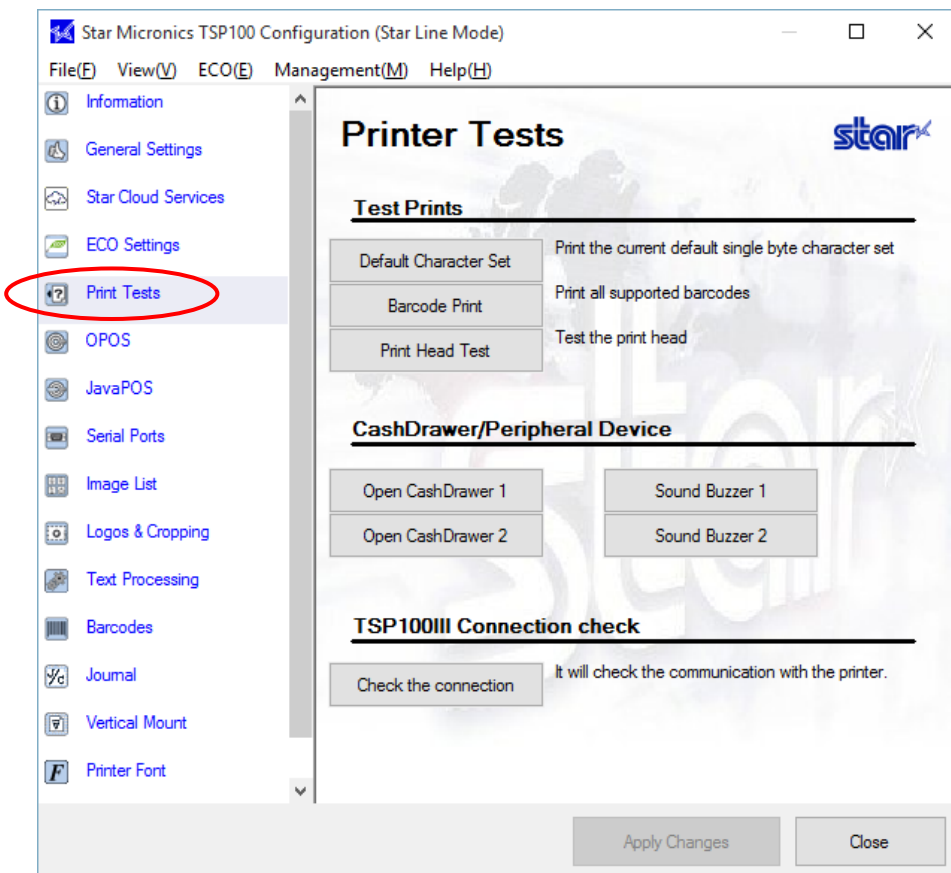 Star Micronics TSP100 Configuration (Star Line Mode)
File(F) View(V) ECO(E) Management(M) Help(H)
Information
General Settings
Star Cloud Services
ECO Settings
Print Tests
OPOS
JavaPOS
Serial Ports
Image List
Logos & Cropping
Text Processing
Barcodes
Journal
Vertical Mount
Printer Font
Printer Tests
star
Test Prints
Default Character Set Print the current default single byte character set
Barcode Print Print all supported barcodes
Print Head Test Test the print head
CashDrawer/Peripheral Device
Open CashDrawer 1 Sound Buzzer 1
Open CashDrawer 2 Sound Buzzer 2
TSP100III Connection check
Check the connection It will check the communication with the printer.
Apply Changes Close